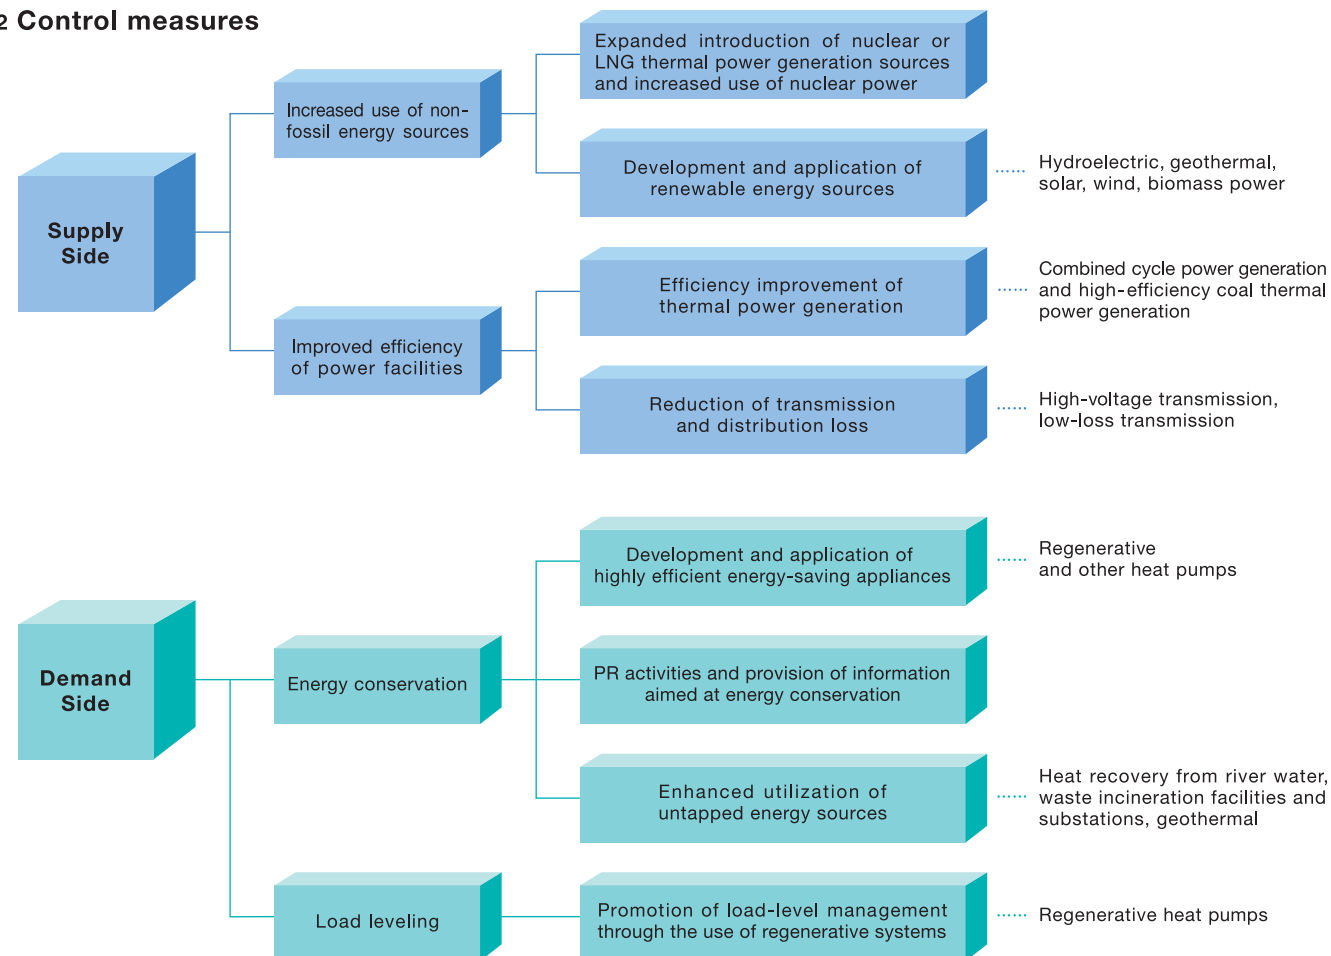 2 Control measures
Expanded introduction of nuclear or
LNG thermal power generation sources
and increased use of nuclear power
Increased use of non-
fossil energy sources
Development and application of
renewable energy sources
Hydroelectric, geothermal,
solar, wind, biomass power
Supply
Side
Efficiency improvement of
thermal power generation
Combined cycle power generation
and high-efficiency coal thermal
power generation
Improved efficiency
of power facilities
Reduction of transmission
and distribution loss
High-voltage transmission,
low-loss transmission
Development and application of
highly efficient energy-saving appliances
Regenerative
and other heat pumps
Demand
Side
Energy conservation
PR activities and provision of information
aimed at energy conservation
Enhanced utilization of
untapped energy sources
Heat recovery from river water,
waste incineration facilities and
substations, geothermal
Load leveling
Promotion of load-level management
through the use of regenerative systems
Regenerative heat pumps